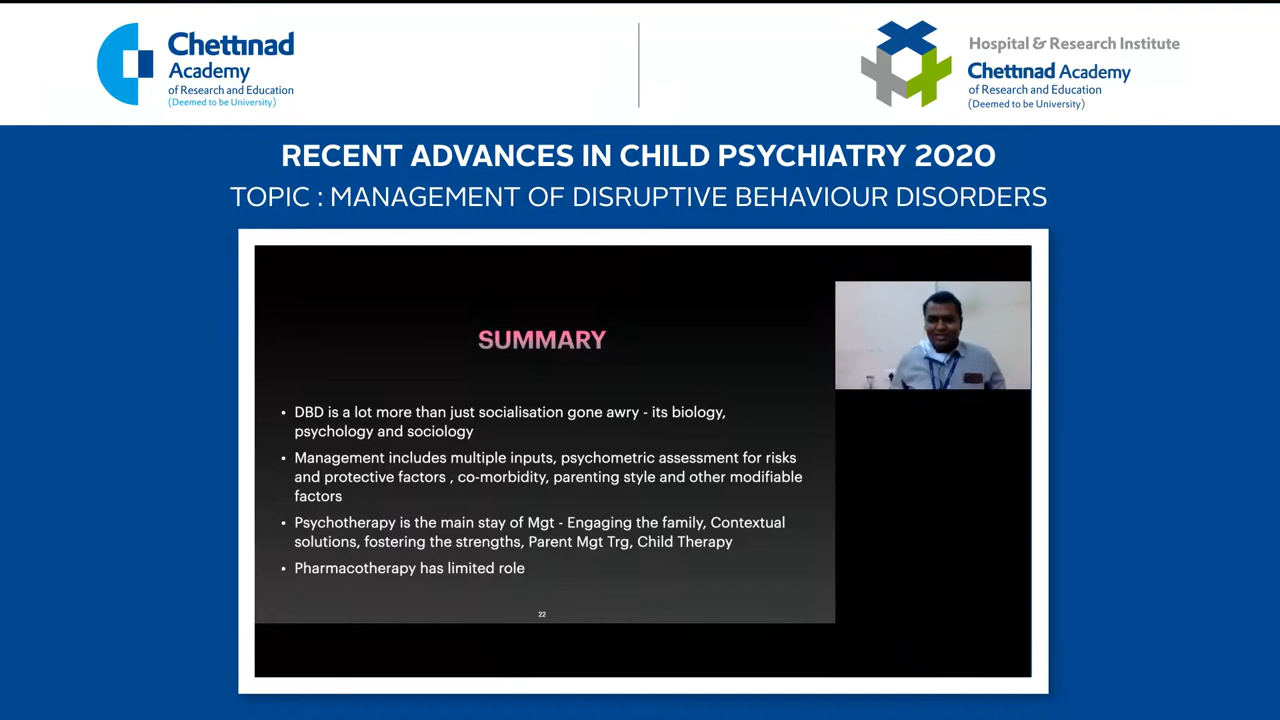 Chettinad
Academy
of Research and Education
(Deemed to be University)
Hospital & Research Institute
Chettinad Academy
of Research and Education
(Deemed to be University)
RECENT ADVANCES IN CHILD PSYCHIATRY 2020
TOPIC : MANAGEMENT OF DISRUPTIVE BEHAVIOUR DISORDERS
SUMMARY
• DBD is a lot more than just socialisation gone awry - its biology,
psychology and sociology
• Management includes multiple inputs, psychometric assessment for risks
and protective factors , co-morbidity, parenting style and other modifiable
factors
• Psychotherapy is the main stay of Mgt - Engaging the family, Contextual
solutions, fostering the strengths, Parent Mgt Trg, Child Therapy
• Pharmacotherapy has limited role
22